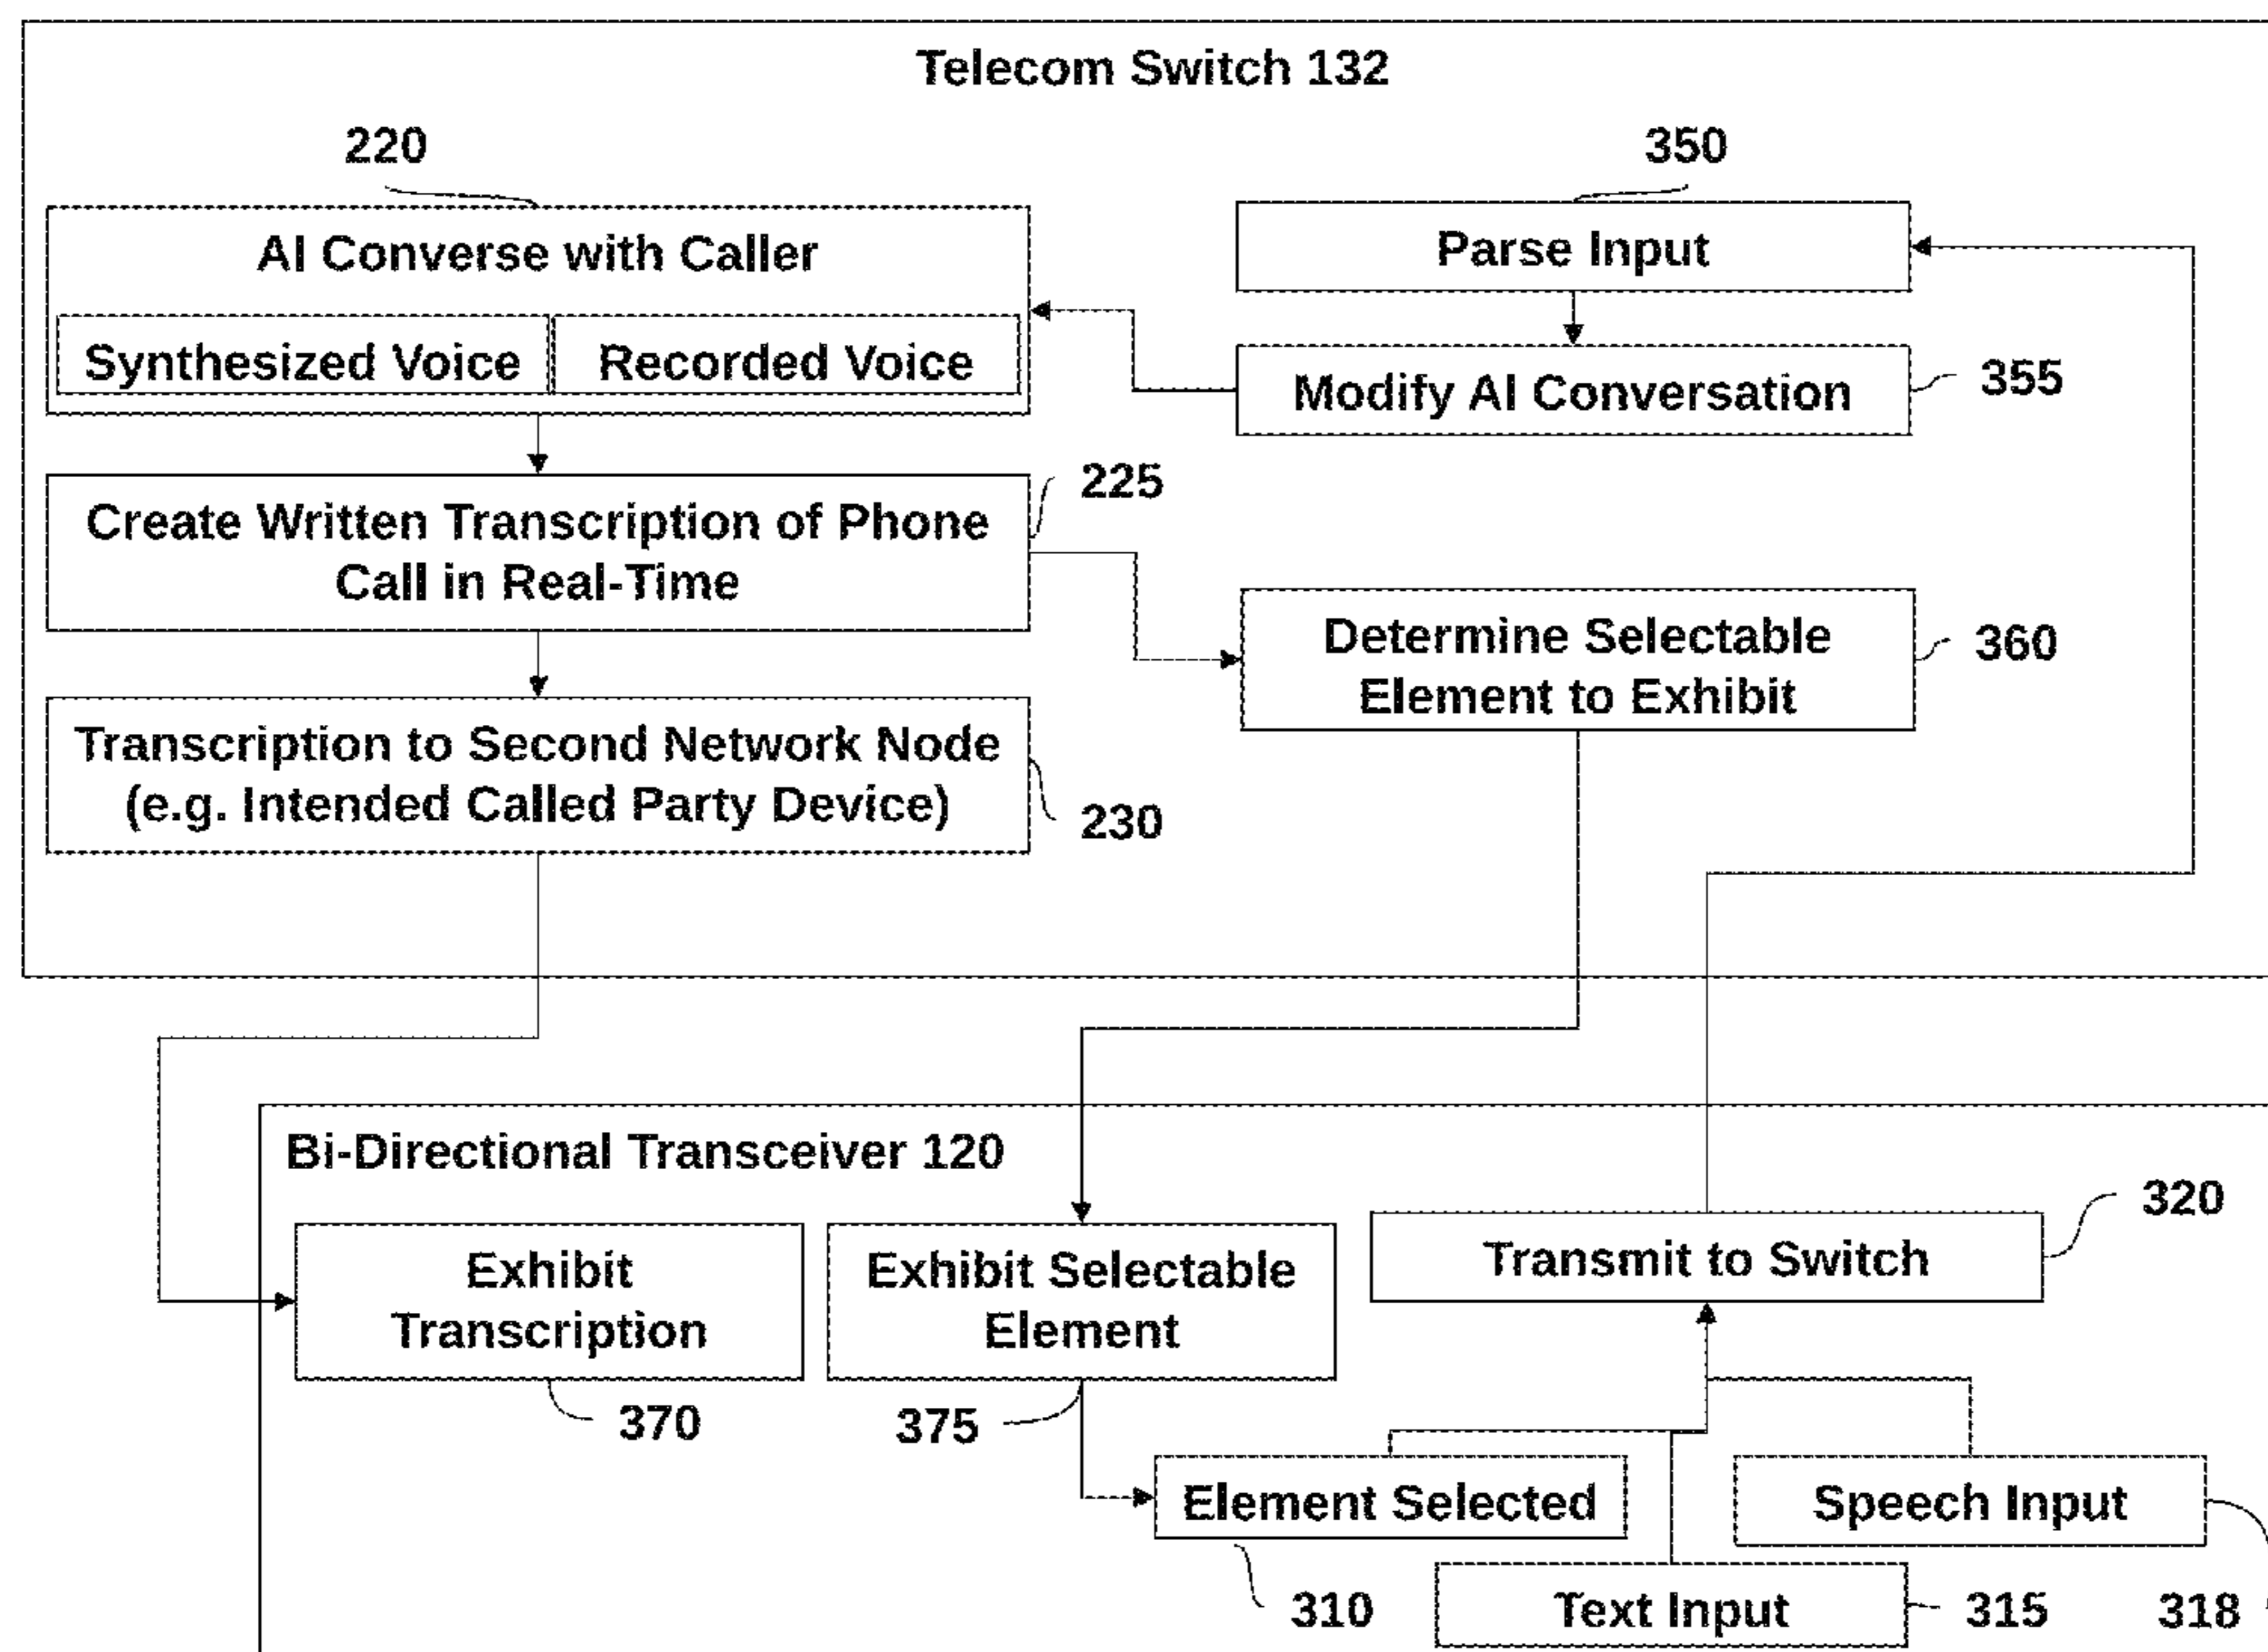 Telecom Switch 132
220
350
AI Converse with Caller
Synthesized Voice
Recorded Voice
Parse Input
Modify AI Conversation
355
225
Create Written Transcription of Phone
Call in Real-Time
Determine Selectable
Element to Exhibit
360
Transcription to Second Network Node
(e.g. Intended Called Party Device)
230
Bi-Directional Transceiver 120
320
Exhibit
Transcription
Exhibit Selectable
Element
Transmit to Switch
370
375
Element Selected
Speech Input
310
Text Input
315
318